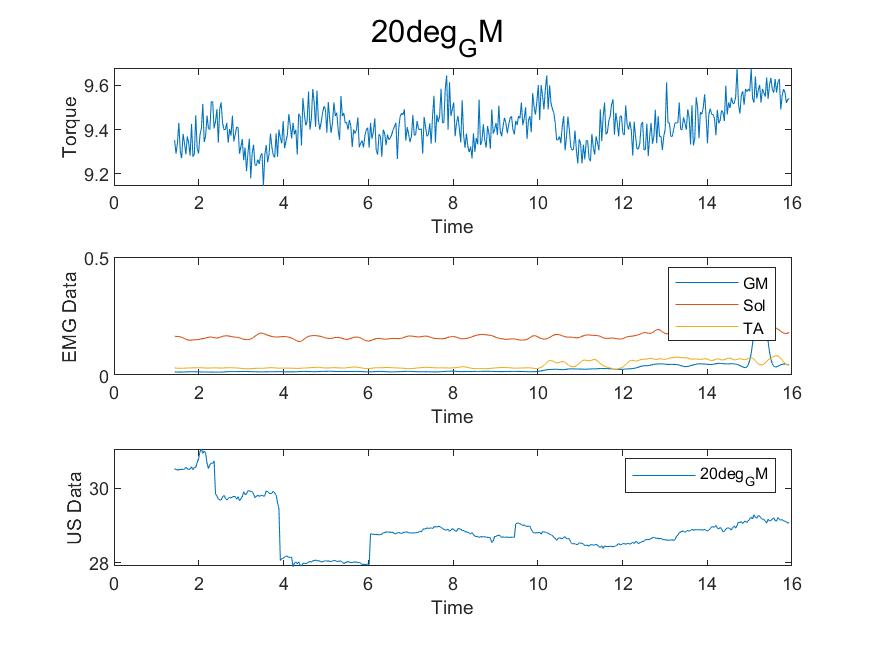 20deg_GM
9.6
9.4
9.2
Torque
0 2 4 6 8 10 12 14 16
Time
0.5
0
EMG Data
GM
Sol
TA
0 2 4 6 8 10 12 14 16
Time
30
28
US Data
20deg_GM
0 2 4 6 8 10 12 14 16
Time